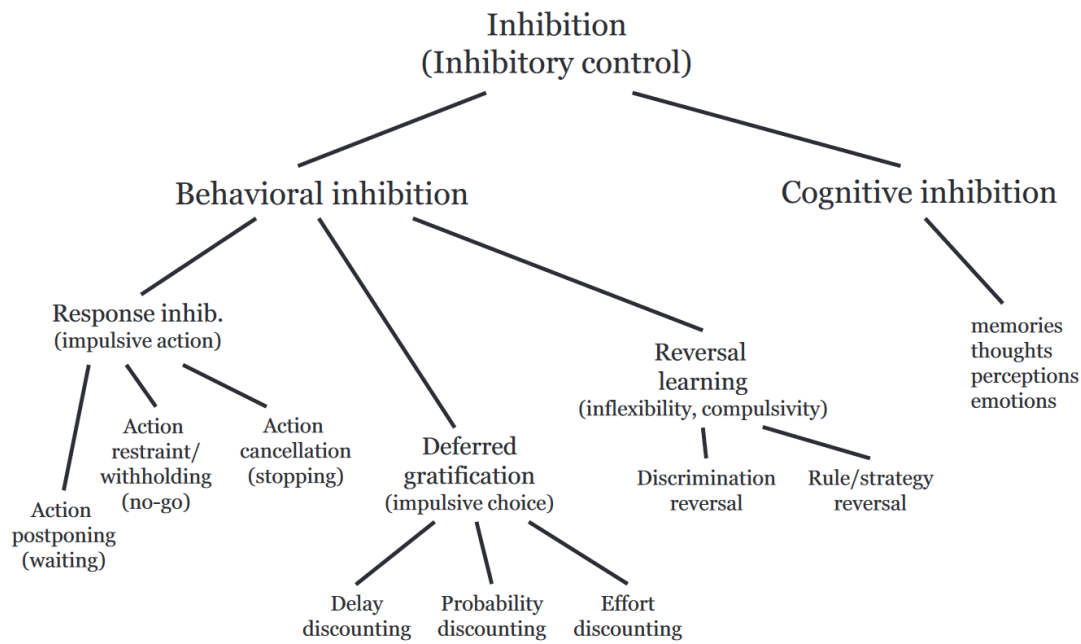 Inhibition
(Inhibitory control)
Behavioral inhibition
Cognitive inhibition
Response inhib.
(impulsive action)
Action
postponing
(waiting)
Action
restraint/
withholding
(no-go)
Action
cancellation
(stopping)
Deferred
gratification
(impulsive choice)
Delay
discounting
Probability
discounting
Effort
discounting
Reversal
learning
(inflexibility, compulsivity)
Discrimination
reversal
Rule/strategy
reversal
memories
thoughts
perceptions
emotions